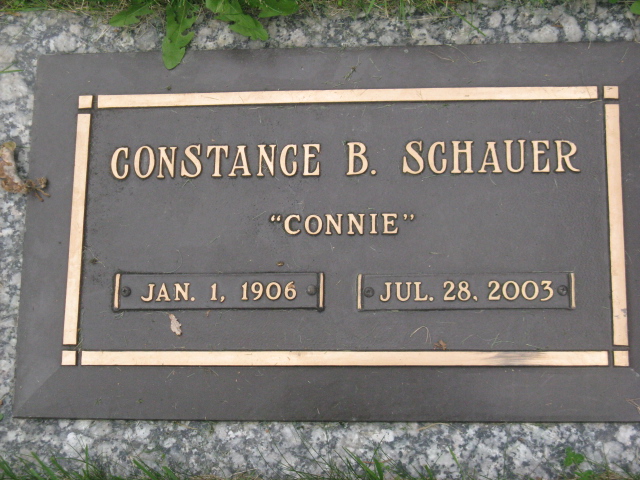 CONSTANCE B. SCHAUER
"CONNIE"
JAN. 1, 1906 JUL. 28, 2003